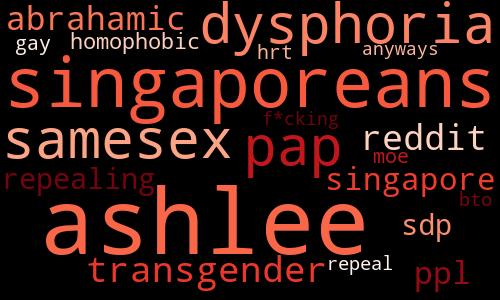 abrahamic
dysphoria
gay homophobic
hrt
anyways
singaporeans
f*cking
samesex
pap
reddit
moe
repealing
singapore
bto
ashlee
sdp
transgender
repeal
ppl